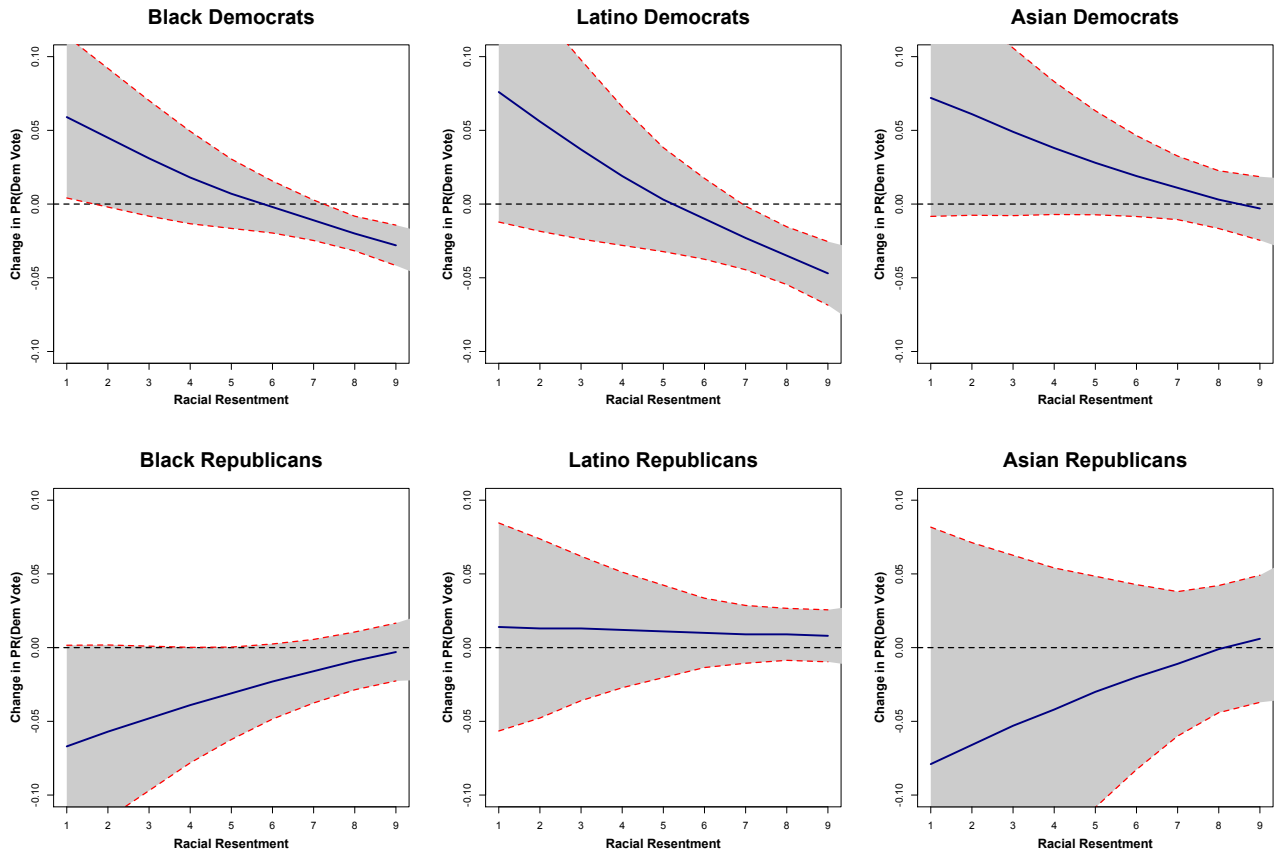 Black Democrats
Change in PR(Dem Vote)
0.10
0.05
0.00
-0.05
-0.10
1 2 3 4 5 6 7 8 9
Racial Resentment
Latino Democrats
Change in PR(Dem Vote)
0.10
0.05
0.00
-0.05
-0.10
1 2 3 4 5 6 7 8 9
Racial Resentment
Asian Democrats
Change in PR(Dem Vote)
0.10
0.05
0.00
-0.05
-0.10
1 2 3 4 5 6 7 8 9
Racial Resentment
Black Republicans
Change in PR(Dem Vote)
0.10
0.05
0.00
-0.05
-0.10
1 2 3 4 5 6 7 8 9
Racial Resentment
Latino Republicans
Change in PR(Dem Vote)
0.10
0.05
0.00
-0.05
-0.10
1 2 3 4 5 6 7 8 9
Racial Resentment
Asian Republicans
Change in PR(Dem Vote)
0.10
0.05
0.00
-0.05
-0.10
1 2 3 4 5 6 7 8 9
Racial Resentment